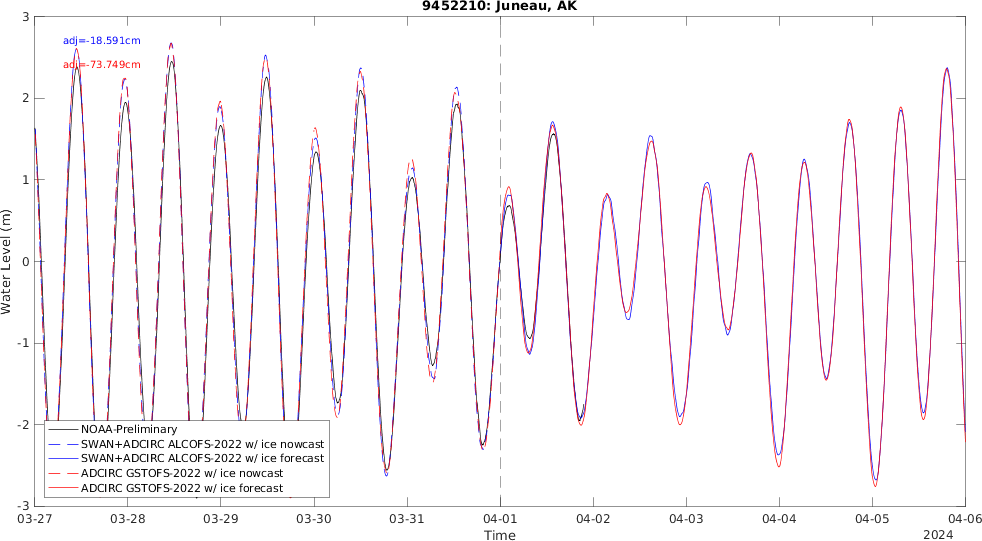 9452210: Juneau, AK
adj=-18.591cm
adj=-73.749cm
3
2
1
0
-1
-2
-3
Water Level (m)
NOAA-Preliminary
SWAN+ADCIRC ALCOFS-2022 w/ ice nowcast
SWAN+ADCIRC ALCOFS-2022 w/ ice forecast
ADCIRC GSTOFS-2022 w/ ice nowcast
ADCIRC GSTOFS-2022 w/ ice forecast
03-27 03-28 03-29 03-30 03-31 04-01 04-02 04-03 04-04 04-05 04-06
Time
2024